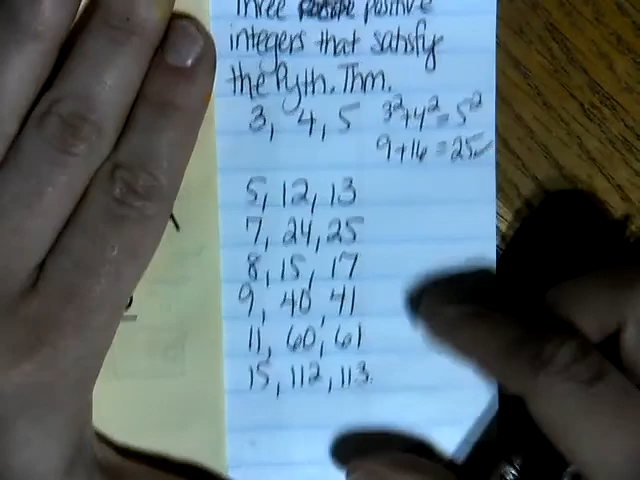 Three positive
integers that satisfy
the Pyth. Thm.
3, 4, 5 3²+4²=5²
9+16=25✓
5, 12, 13
7, 24, 25
8, 15, 17
9, 40, 41
11, 60, 61
15, 112, 113.